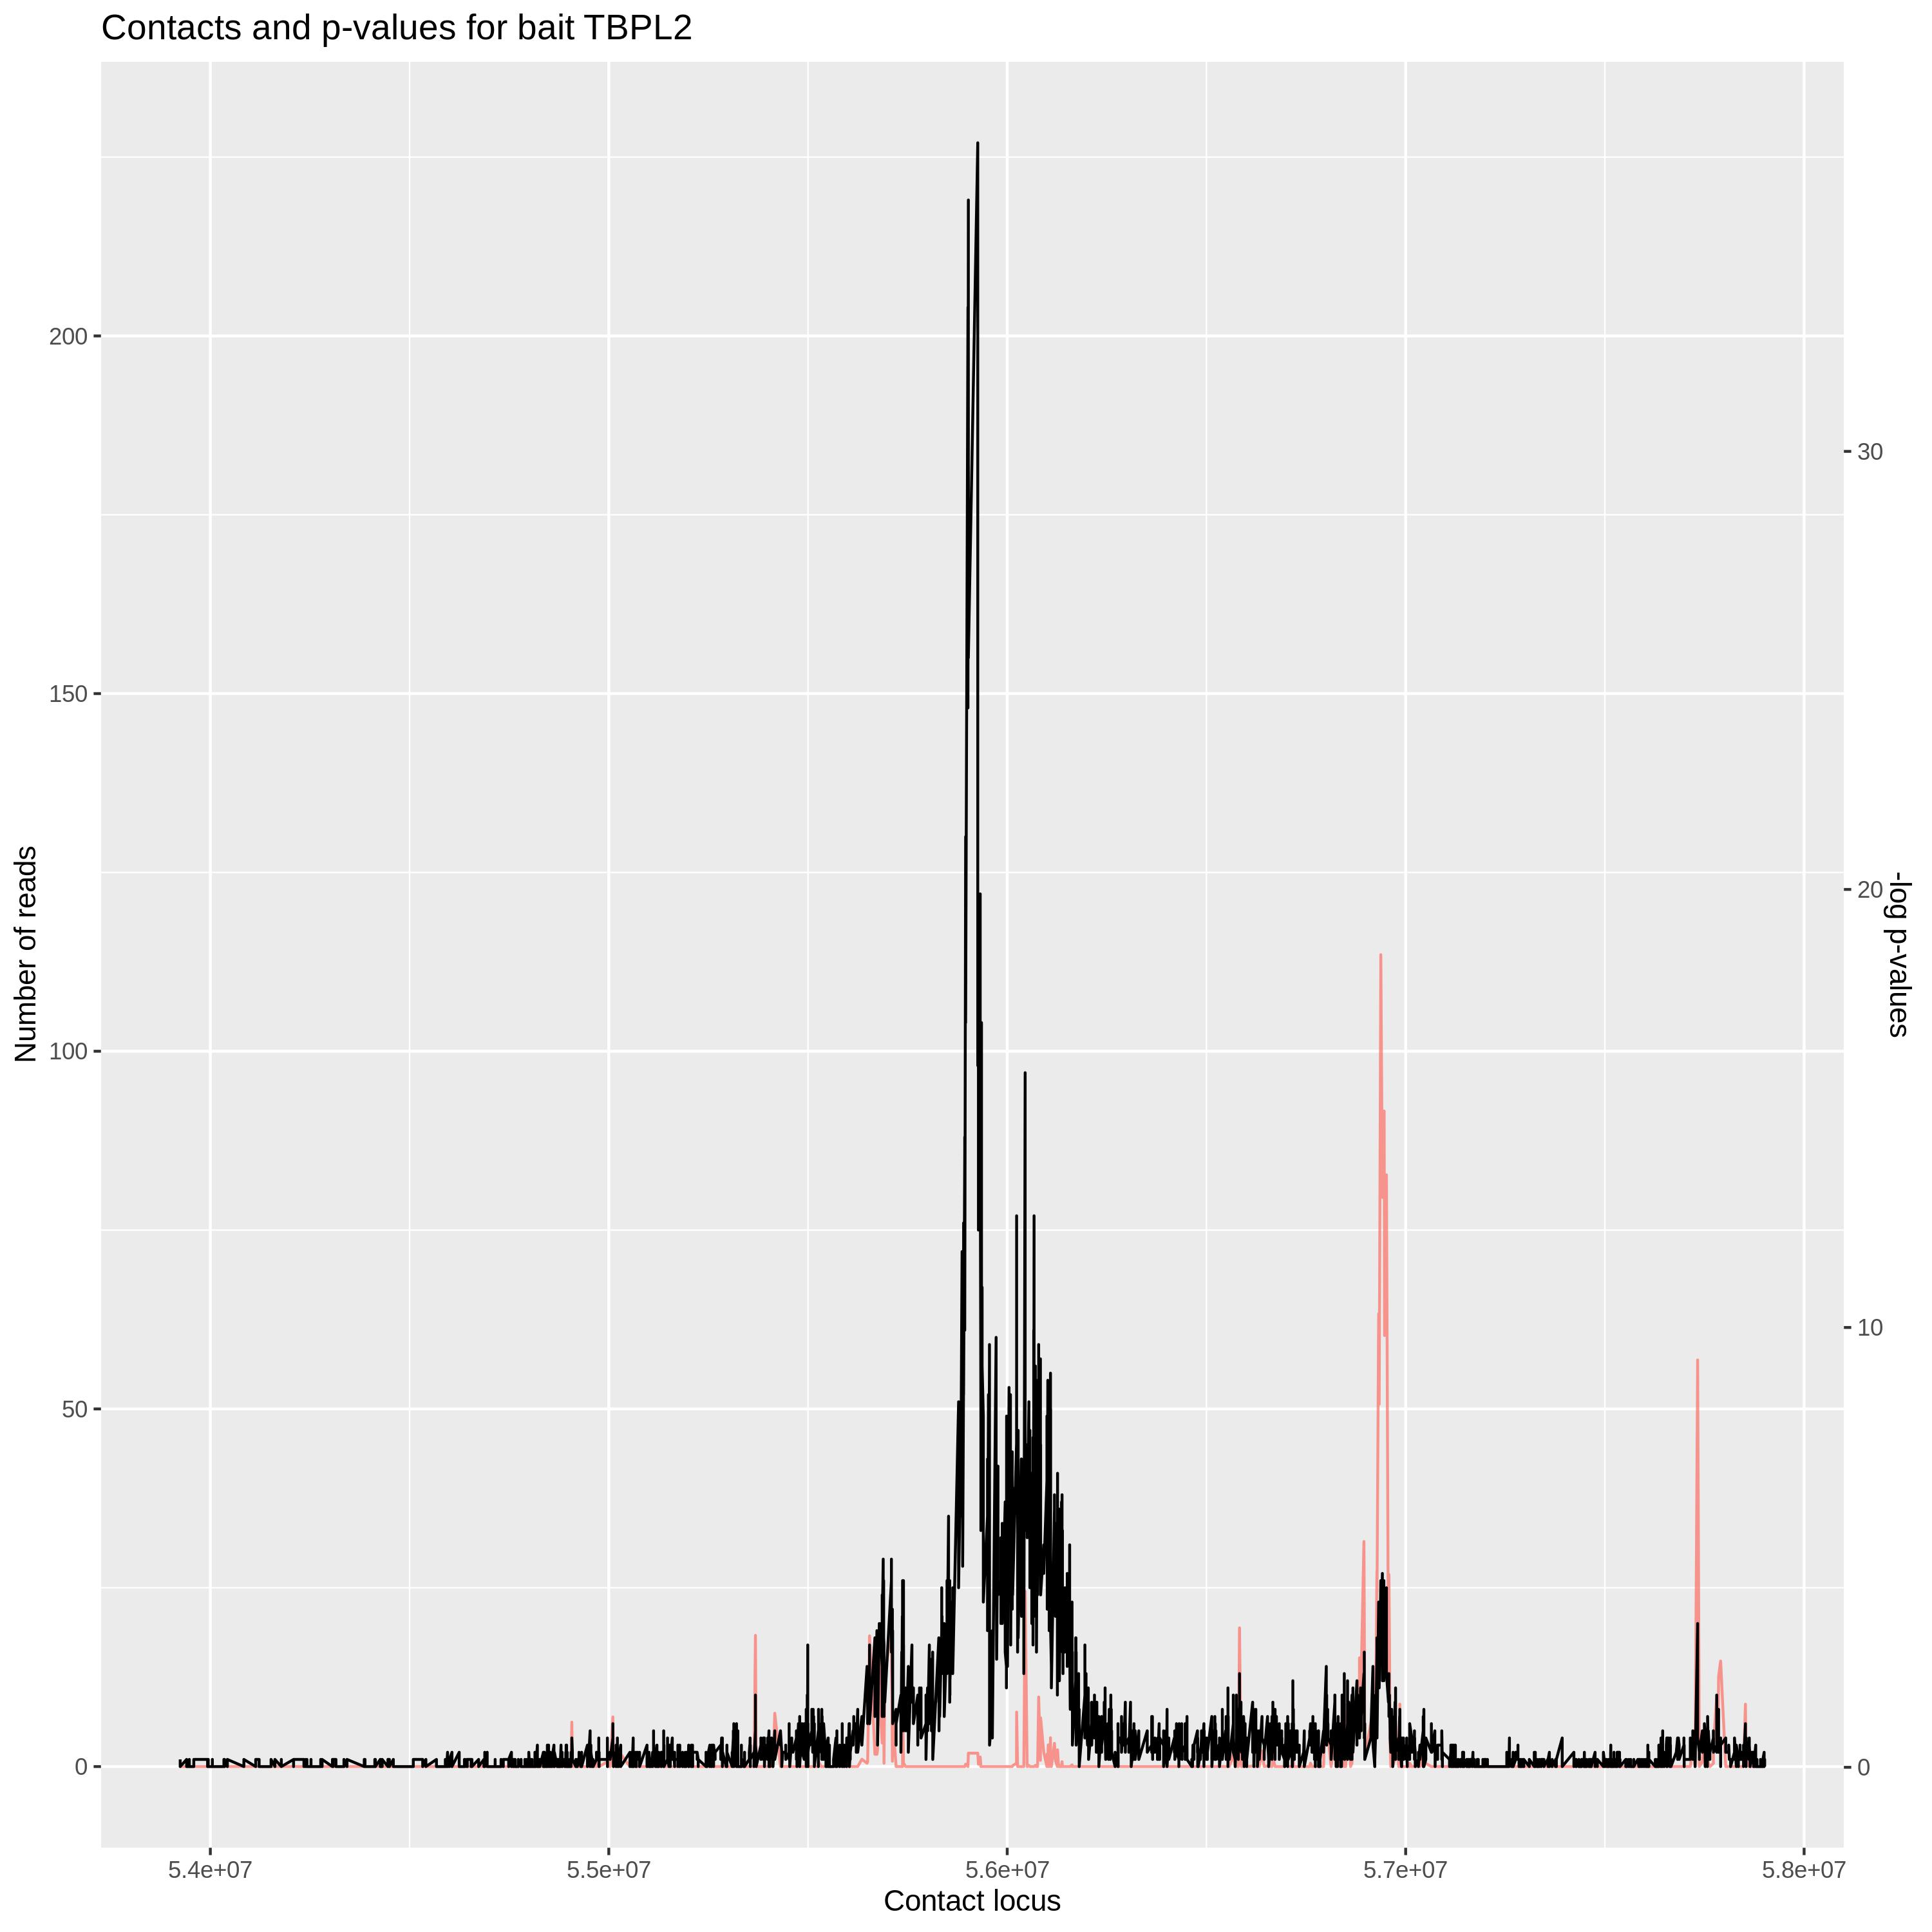 Contacts and p-values for bait TBPL2
200
150
100
50
0
Number of reads
30
20
10
0
-log p-values
5.4e+07
5.5e+07
5.6e+07
5.7e+07
5.8e+07
Contact locus